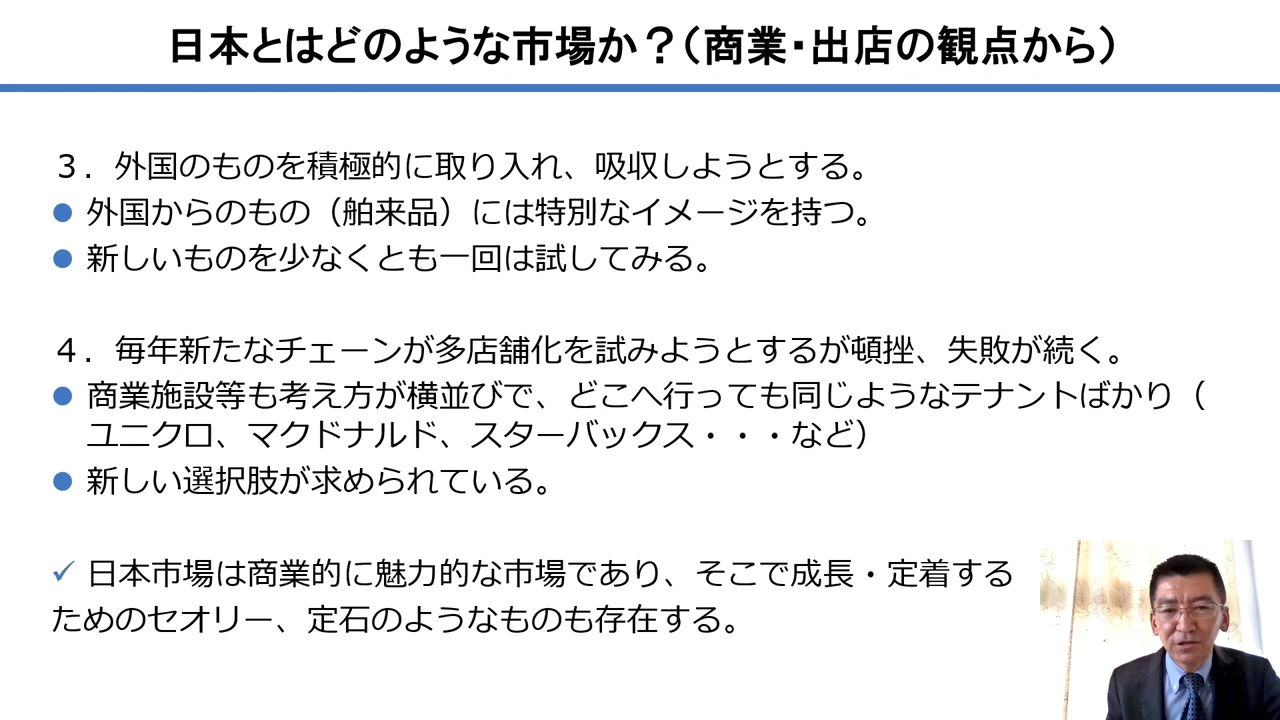 日本とはどのような市場か？（商業・出店の観点から）
３．外国のものを積極的に取り入れ、吸収しようとする。
● 外国からのもの（舶来品）には特別なイメージを持つ。
● 新しいものを少なくとも一回は試してみる。
４．毎年新たなチェーンが多店舗化を試みようとするが頓挫、失敗が続く。
● 商業施設等も考え方が横並びで、どこへ行っても同じようなテナントばかり（
ユニクロ、マクドナルド、スターバックス・・・など）
● 新しい選択肢が求められている。
✓ 日本市場は商業的に魅力的な市場であり、そこで成長・定着する
ためのセオリー、定石のようなものも存在する。